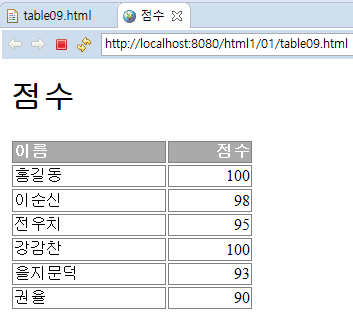 table09.html 점수
http://localhost:8080/html1/01/table09.html
점수
이름 점수
홍길동 100
이순신 98
전우치 95
강감찬 100
을지문덕 93
권율 90